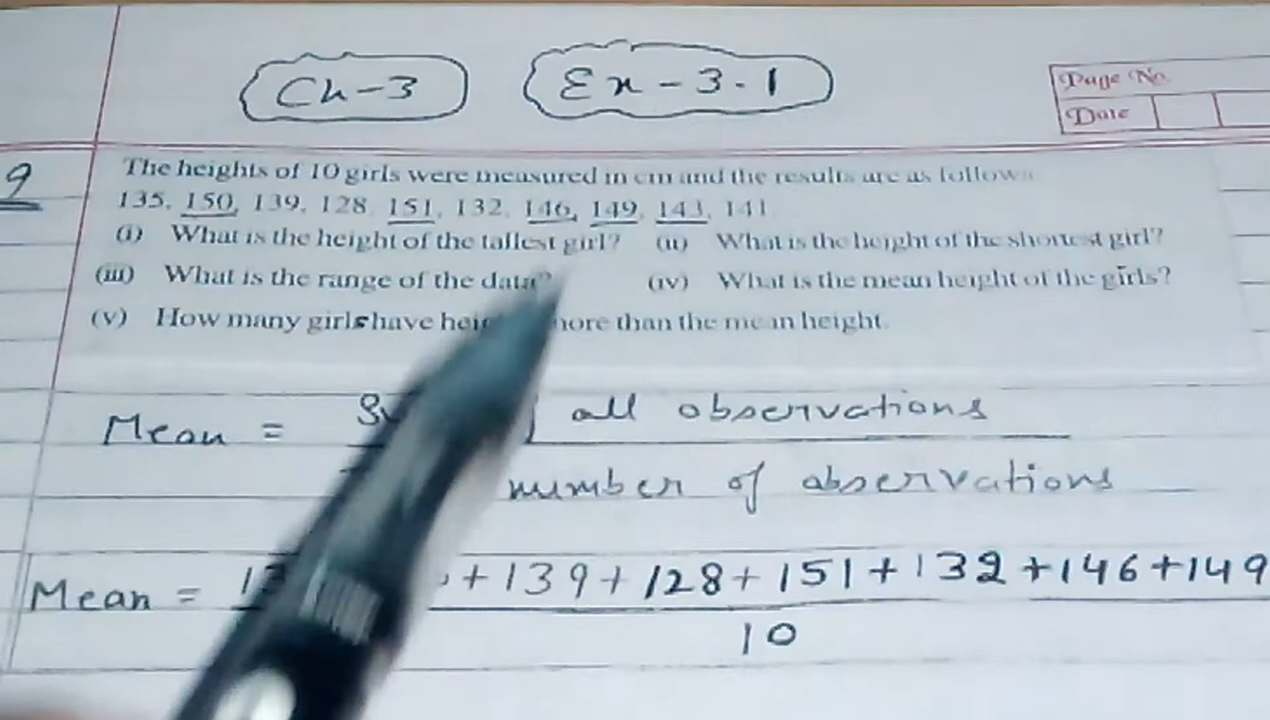 Ch-3 Ex-3.1
Page No.
Date
9
The heights of 10 girls were measured in cm and the results are as follow
135, 150, 139, 128, 151, 132, 146, 149, 143, 141
(i) What is the height of the tallest girl? (ii) What is the height of the shortest girl?
(iii) What is the range of the data? (iv) What is the mean height of the girls?
(v) How many girls have more than the mean height.
Mean = all observations
number of observations
Mean = +139+128+151+132+146+149
10